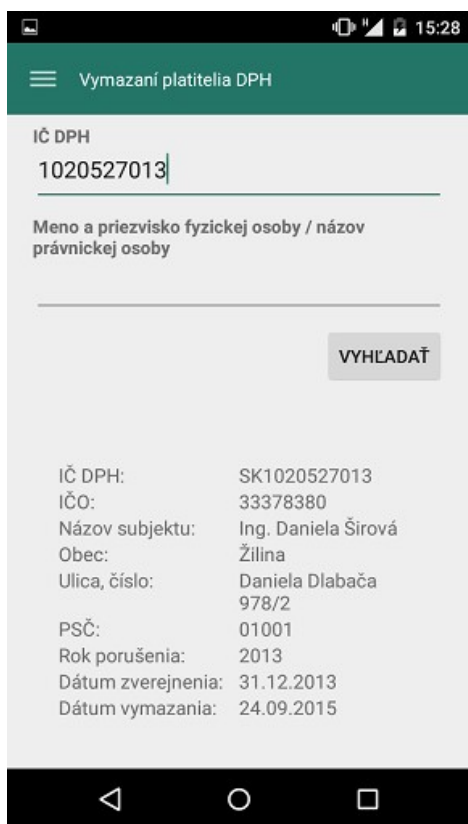 15:28
Vymazaní platitelia DPH
IČ DPH
1020527013
Meno a priezvisko fyzickej osoby / názov
právnickej osoby
VYHĽADAŤ
IČ DPH: SK1020527013
IČO: 33378380
Názov subjektu: Ing. Daniela Širová
Obec: Žilina
Ulica, číslo: Daniela Dlabača
978/2
PSČ: 01001
Rok porušenia: 2013
Dátum zverejnenia: 31.12.2013
Dátum vymazania: 24.09.2015